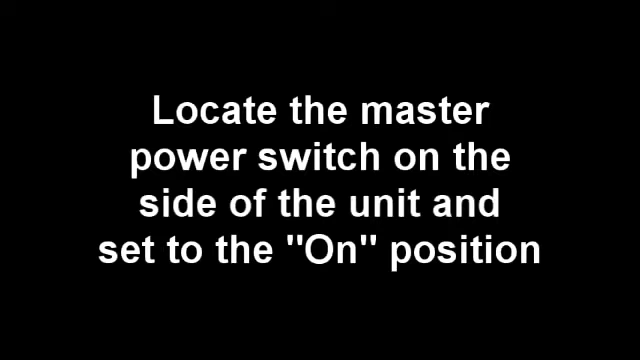 Locate the master
power switch on the
side of the unit and
set to the "On" position